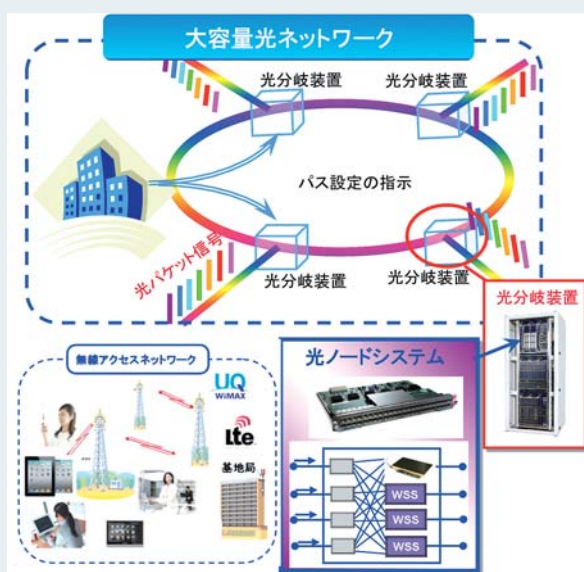 大容量光ネットワーク
光分岐装置
光分岐装置
パス設定の指示
光パケット信号
光分岐装置
光分岐装置
光分岐装置
無線アクセスネットワーク
UQ
WiMAX
Lte
基地局
光ノードシステム
WSS
WSS
WSS